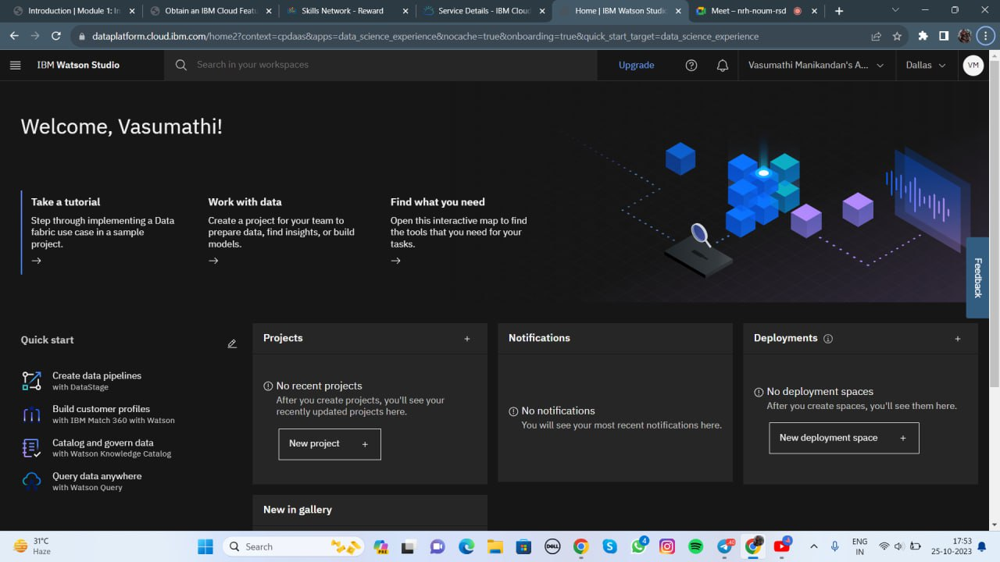 Introduction | Module 1: In
Obtain an IBM Cloud Featu
Skills Network - Reward
Service Details - IBM Cloud
Home | IBM Watson Studio
Meet – nrh-noum-rsd
dataplatform.cloud.ibm.com/home2?context=cpdaas&apps=data_science_experience&nocache=true&onboarding=true&quick_start_target=data_science_experience
IBM Watson Studio
Search in your workspaces
Upgrade
Vasumathi Manikandan's A...
Dallas
VM
Welcome, Vasumathi!
Take a tutorial
Step through implementing a Data
fabric use case in a sample
project.
Work with data
Create a project for your team to
prepare data, find insights, or build
models.
Find what you need
Open this interactive map to find
the tools that you need for your
tasks.
Feedback
Quick start
Create data pipelines
with DataStage
Build customer profiles
with IBM Match 360 with Watson
Catalog and govern data
with Watson Knowledge Catalog
Query data anywhere
with Watson Query
Projects
No recent projects
After you create projects, you'll see your
recently updated projects here.
New project +
New in gallery
Notifications
No notifications
You will see your most recent notifications here.
Deployments
No deployment spaces
After you create spaces, you'll see them here.
New deployment space +
31°C
Haze
Search
PRE
DELL
4
40
4
ENG
IN
17:53
25-10-2023